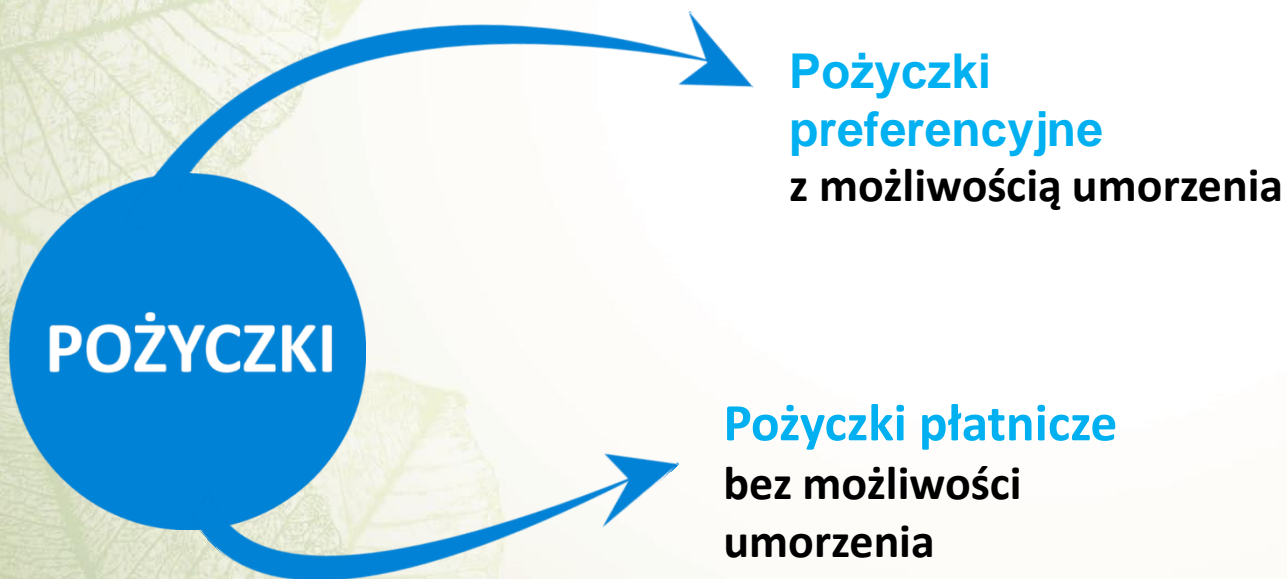 Pożyczki
preferencyjne
z możliwością umorzenia
POŻYCZKI
Pożyczki płatnicze
bez możliwości
umorzenia